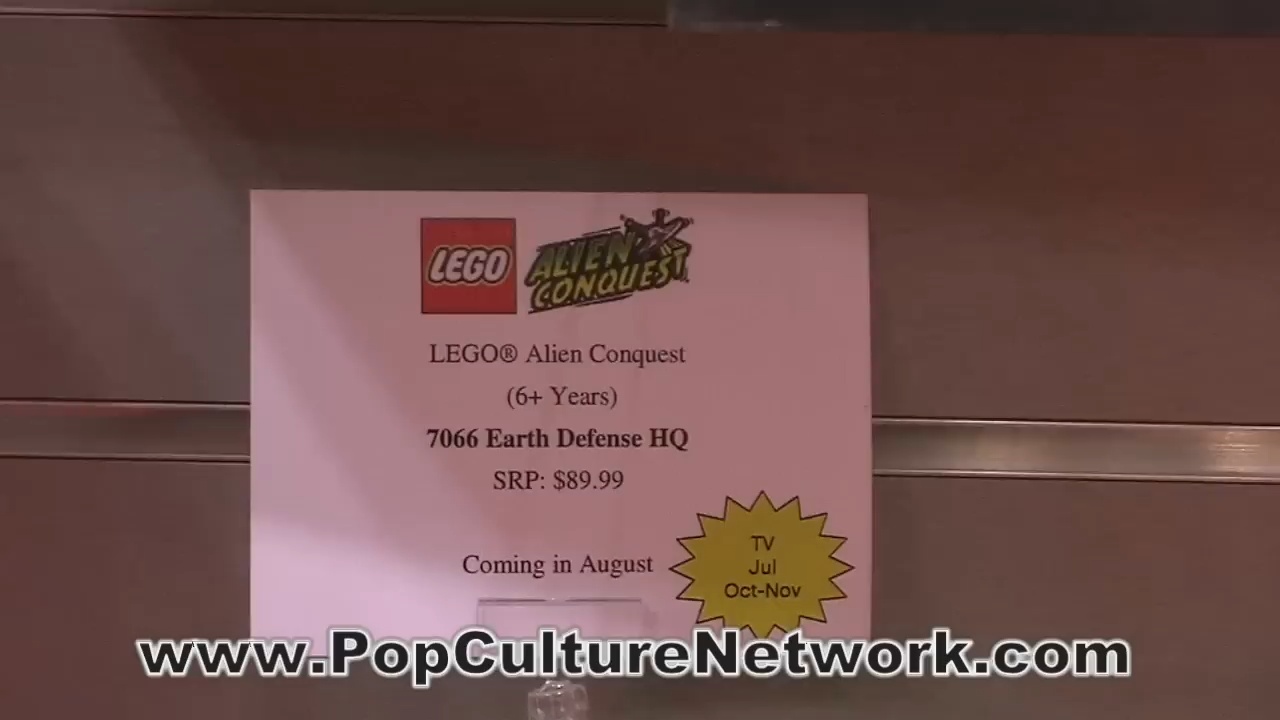 LEGO
ALIEN
CONQUEST
LEGO® Alien Conquest
(6+ Years)
7066 Earth Defense HQ
SRP: $89.99
Coming in August
TV
Jul
Oct-Nov
www.PopCultureNetwork.com